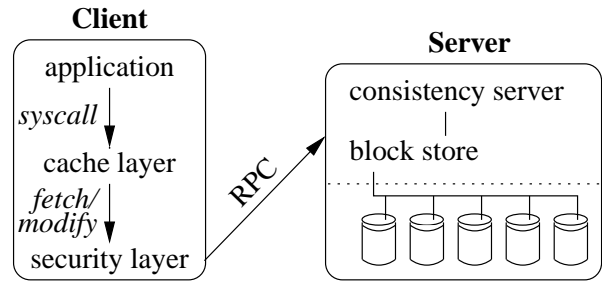 Client
application
syscall
cache layer
fetch/
modify
security layer
RPC
Server
consistency server
block store